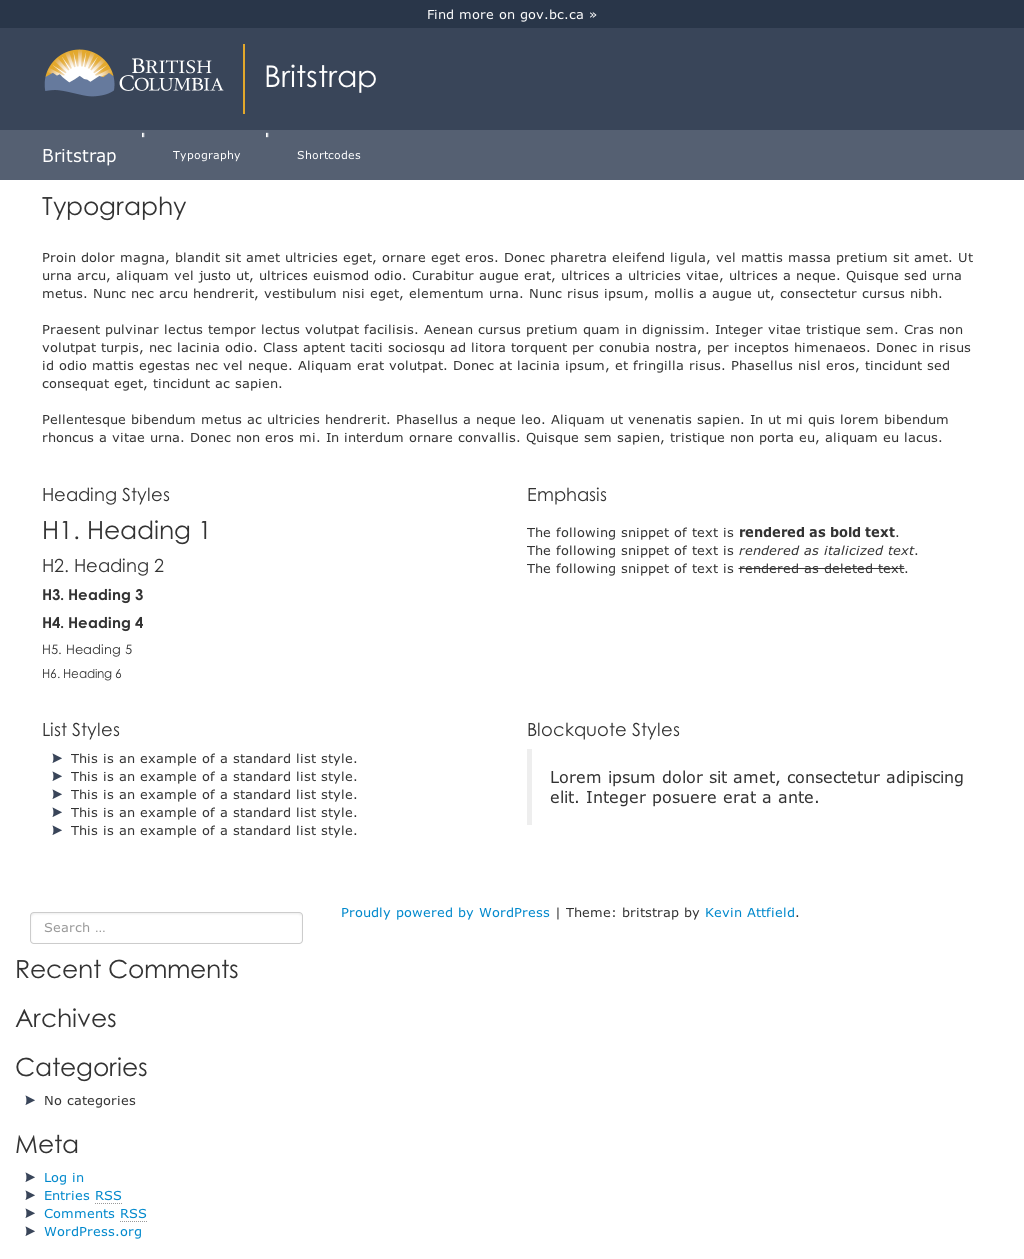 Find more on gov.bc.ca »
BRITISH
COLUMBIA
Britstrap
Britstrap
Typography
Shortcodes
Typography
Proin dolor magna, blandit sit amet ultricies eget, ornare eget eros. Donec pharetra eleifend ligula, vel mattis massa pretium sit amet. Ut
urna arcu, aliquam vel justo ut, ultrices euismod odio. Curabitur augue erat, ultrices a ultricies vitae, ultrices a neque. Quisque sed urna
metus. Nunc nec arcu hendrerit, vestibulum nisi eget, elementum urna. Nunc risus ipsum, mollis a augue ut, consectetur cursus nibh.
Praesent pulvinar lectus tempor lectus volutpat facilisis. Aenean cursus pretium quam in dignissim. Integer vitae tristique sem. Cras non
volutpat turpis, nec lacinia odio. Class aptent taciti sociosqu ad litora torquent per conubia nostra, per inceptos himenaeos. Donec in risus
id odio mattis egestas nec vel neque. Aliquam erat volutpat. Donec at lacinia ipsum, et fringilla risus. Phasellus nisl eros, tincidunt sed
consequat eget, tincidunt ac sapien.
Pellentesque bibendum metus ac ultricies hendrerit. Phasellus a neque leo. Aliquam ut venenatis sapien. In ut mi quis lorem bibendum
rhoncus a vitae urna. Donec non eros mi. In interdum ornare convallis. Quisque sem sapien, tristique non porta eu, aliquam eu lacus.
Heading Styles
H1. Heading 1
H2. Heading 2
H3. Heading 3
H4. Heading 4
H5. Heading 5
H6. Heading 6
Emphasis
The following snippet of text is rendered as bold text.
The following snippet of text is rendered as italicized text.
The following snippet of text is rendered as deleted text.
List Styles
This is an example of a standard list style.
This is an example of a standard list style.
This is an example of a standard list style.
This is an example of a standard list style.
This is an example of a standard list style.
Blockquote Styles
Lorem ipsum dolor sit amet, consectetur adipiscing
elit. Integer posuere erat a ante.
Search …
Proudly powered by WordPress | Theme: britstrap by Kevin Attfield.
Recent Comments
Archives
Categories
No categories
Meta
Log in
Entries RSS
Comments RSS
WordPress.org